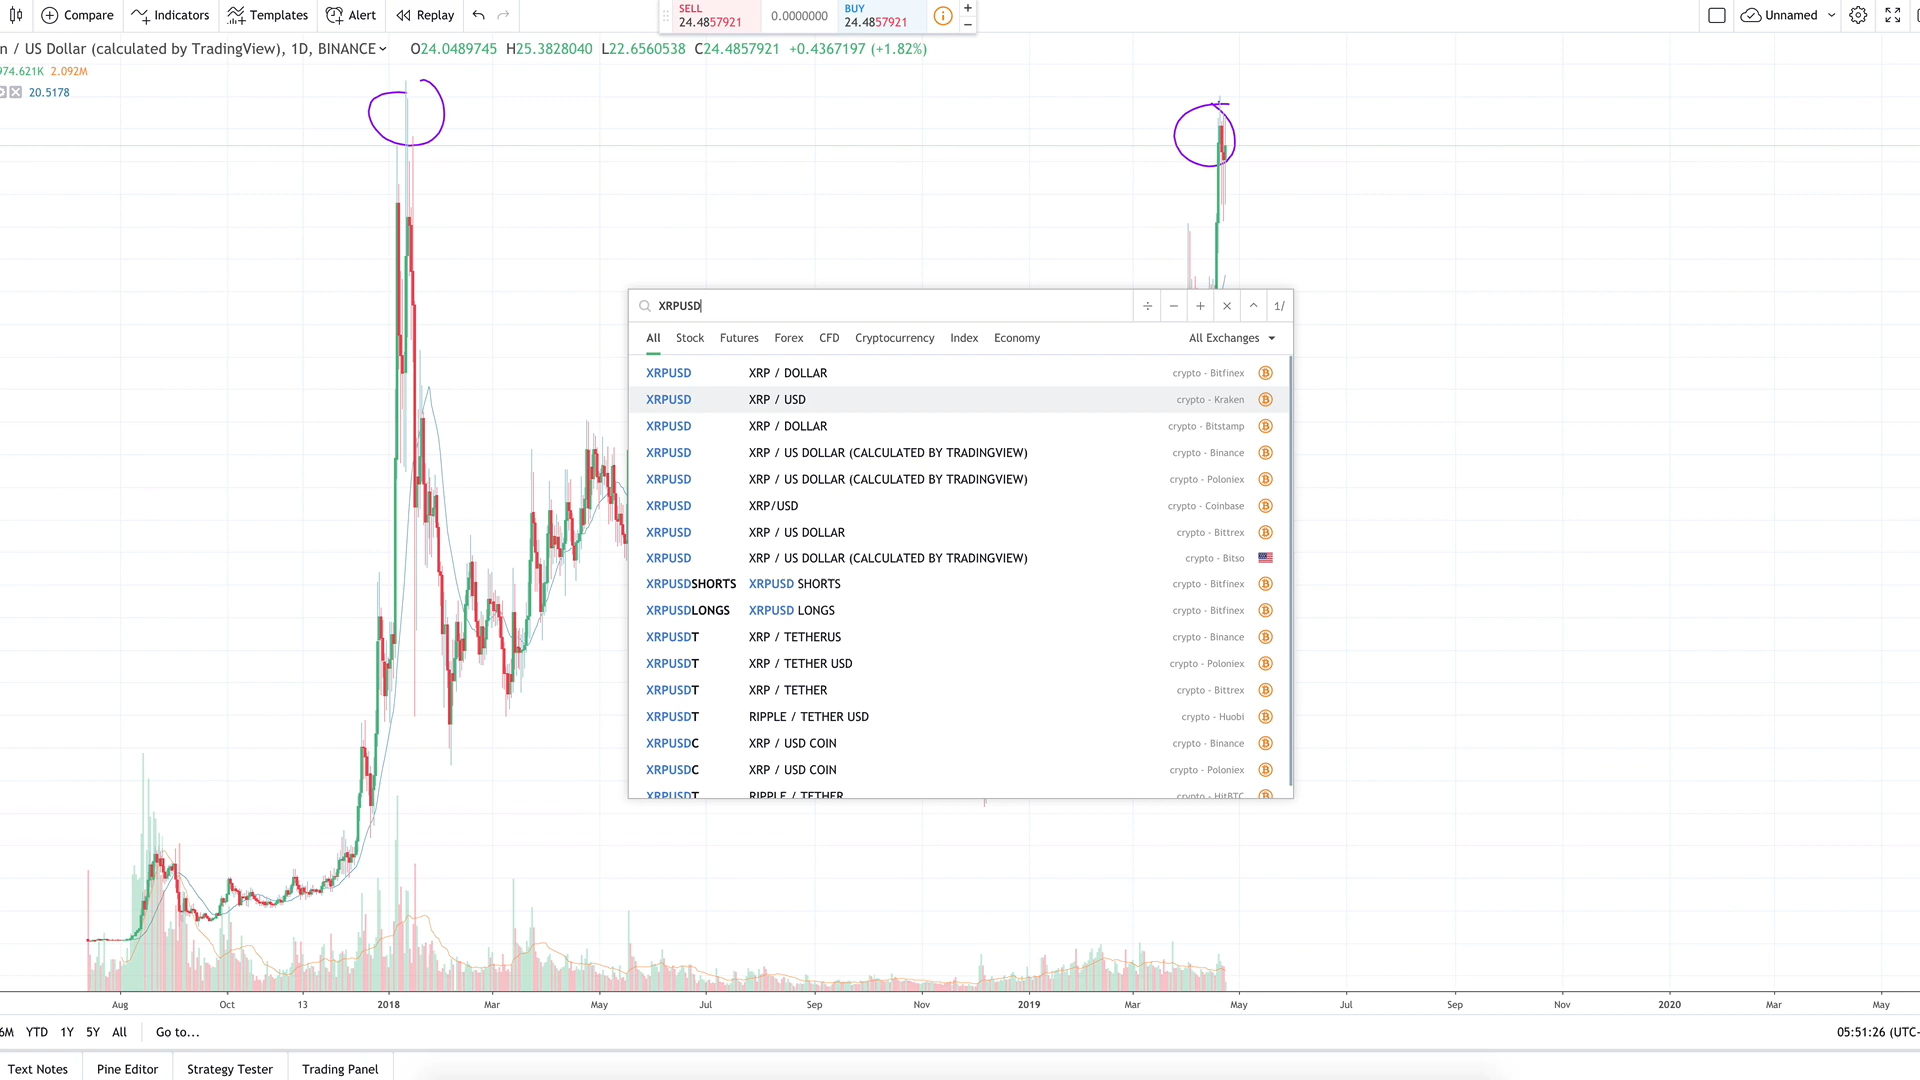 Compare Indicators Templates Alert Replay
SELL 24.4857921 0.0000000 BUY 24.4857921 + −
Unnamed
n / US Dollar (calculated by TradingView), 1D, BINANCE O24.0489745 H25.3828040 L22.6560538 C24.4857921 +0.4367197 (+1.82%)
974.621K 2.092M
20.5178
XRPUSD ÷ − + × ^ 1/
All Stock Futures Forex CFD Cryptocurrency Index Economy All Exchanges
XRPUSD XRP / DOLLAR crypto - Bitfinex
XRPUSD XRP / USD crypto - Kraken
XRPUSD XRP / DOLLAR crypto - Bitstamp
XRPUSD XRP / US DOLLAR (CALCULATED BY TRADINGVIEW) crypto - Binance
XRPUSD XRP / US DOLLAR (CALCULATED BY TRADINGVIEW) crypto - Poloniex
XRPUSD XRP/USD crypto - Coinbase
XRPUSD XRP / US DOLLAR crypto - Bittrex
XRPUSD XRP / US DOLLAR (CALCULATED BY TRADINGVIEW) crypto - Bitso
XRPUSDSHORTS XRPUSD SHORTS crypto - Bitfinex
XRPUSDLONGS XRPUSD LONGS crypto - Bitfinex
XRPUSDT XRP / TETHERUS crypto - Binance
XRPUSDT XRP / TETHER USD crypto - Poloniex
XRPUSDT XRP / TETHER crypto - Bittrex
XRPUSDT RIPPLE / TETHER USD crypto - Huobi
XRPUSDC XRP / USD COIN crypto - Binance
XRPUSDC XRP / USD COIN crypto - Poloniex
XRPUSDT RIPPLE / TETHER crypto - HitBTC
Aug Oct 13 2018 Mar May Jul Sep Nov 2019 Mar May Jul Sep Nov 2020 Mar May
6M YTD 1Y 5Y All Go to... 05:51:26 (UTC-
Text Notes Pine Editor Strategy Tester Trading Panel